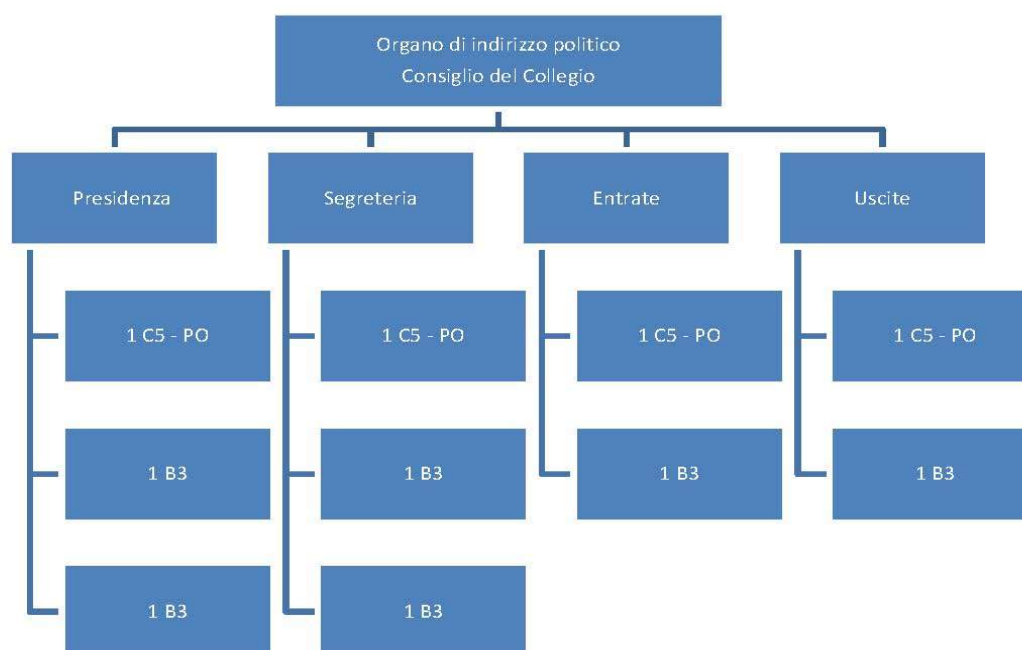 Organo di indirizzo politico
Consiglio del Collegio
Presidenza
Segreteria
Entrate
Uscite
1 C5 - PO
1 C5 - PO
1 C5 - PO
1 C5 - PO
1 B3
1 B3
1 B3
1 B3
1 B3
1 B3